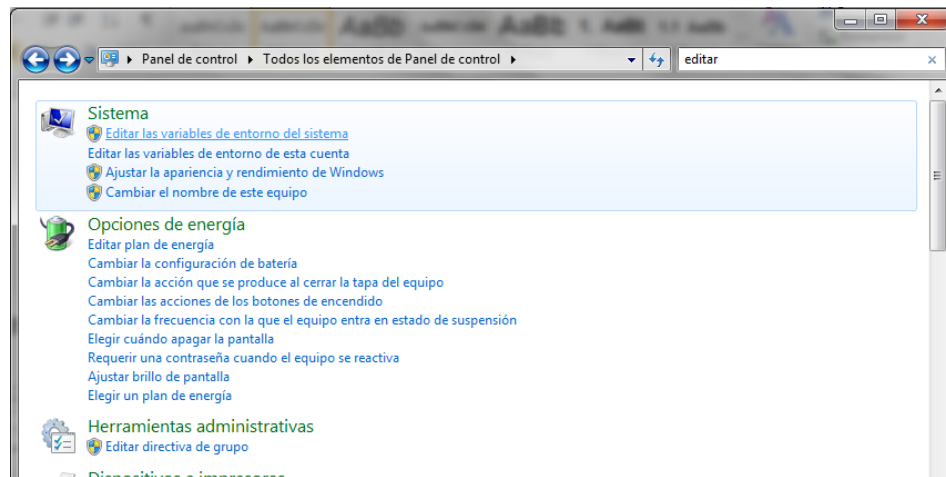 Panel de control ▸ Todos los elementos de Panel de control ▸
editar
Sistema
Editar las variables de entorno del sistema
Editar las variables de entorno de esta cuenta
Ajustar la apariencia y rendimiento de Windows
Cambiar el nombre de este equipo
Opciones de energía
Editar plan de energía
Cambiar la configuración de batería
Cambiar la acción que se produce al cerrar la tapa del equipo
Cambiar las acciones de los botones de encendido
Cambiar la frecuencia con la que el equipo entra en estado de suspensión
Elegir cuándo apagar la pantalla
Requerir una contraseña cuando el equipo se reactiva
Ajustar brillo de pantalla
Elegir un plan de energía
Herramientas administrativas
Editar directiva de grupo
Dispositivos e impresoras